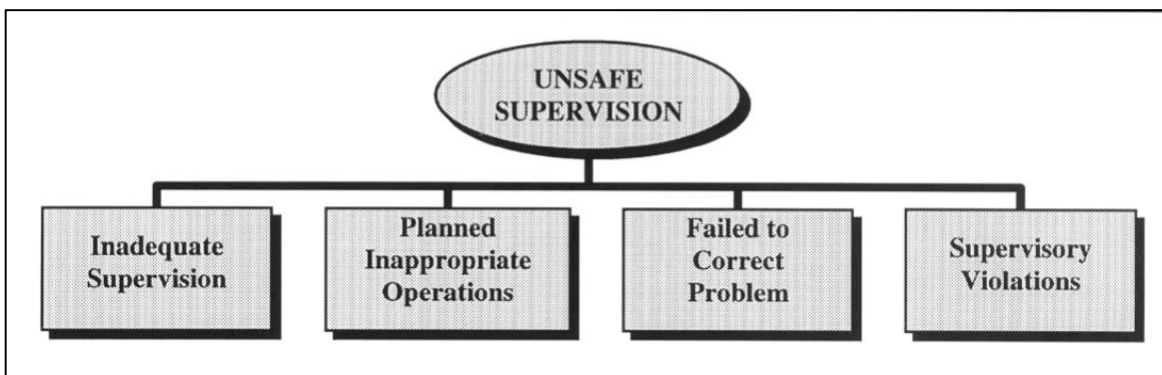 UNSAFE
SUPERVISION
Inadequate
Supervision
Planned
Inappropriate
Operations
Failed to
Correct
Problem
Supervisory
Violations